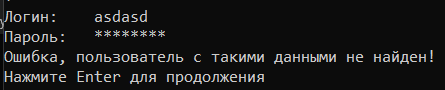 Логин:   asdasd
Пароль:  ********
Ошибка, пользователь с такими данными не найден!
Нажмите Enter для продолжения